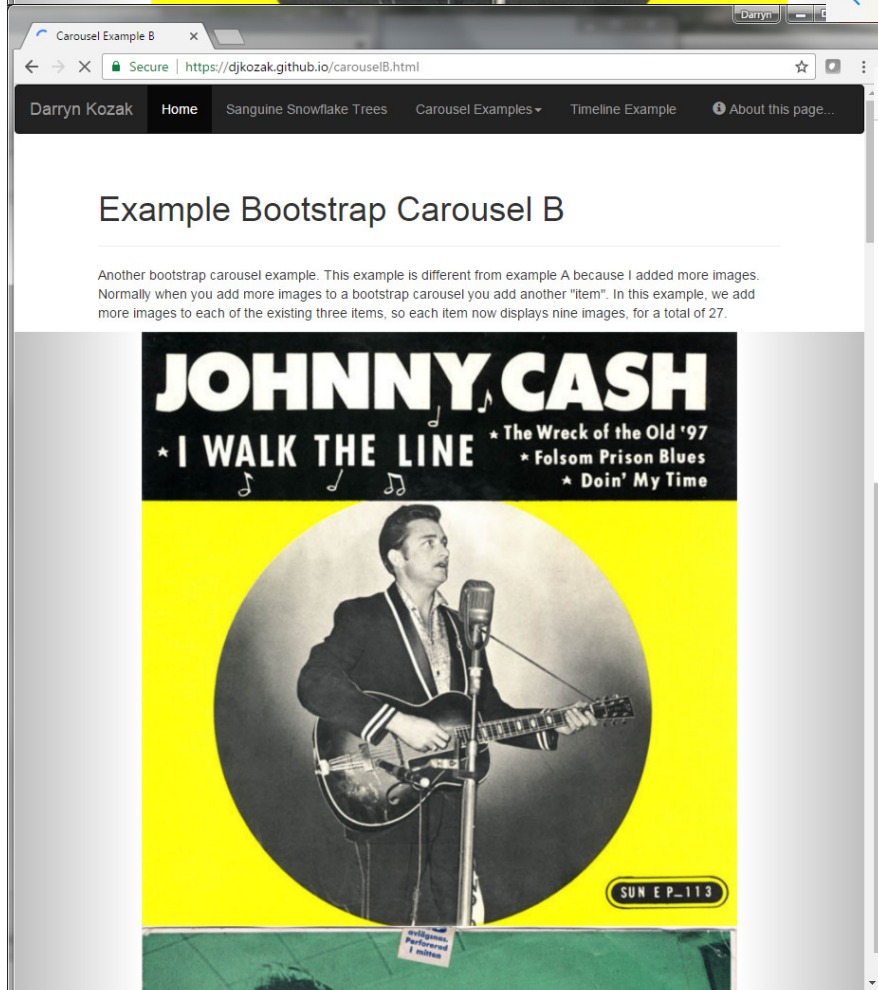 Darryn
Carousel Example B
Secure | https://djkozak.github.io/carouselB.html
Darryn Kozak Home Sanguine Snowflake Trees Carousel Examples Timeline Example About this page...
Example Bootstrap Carousel B
Another bootstrap carousel example. This example is different from example A because I added more images.
Normally when you add more images to a bootstrap carousel you add another "item". In this example, we add
more images to each of the existing three items, so each item now displays nine images, for a total of 27.
JOHNNY CASH
* I WALK THE LINE
* The Wreck of the Old '97
* Folsom Prison Blues
* Doin' My Time
SUN E P_113
avlägsnas.
Perforerad
i mitten